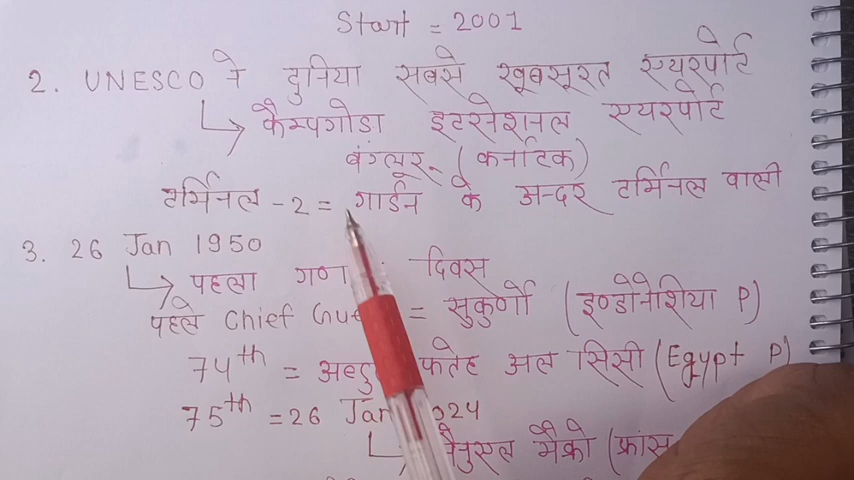 Start = 2001
2. UNESCO ने दुनिया सबसे खूबसूरत एयरपोर्ट
कैम्पगोडा इटरनेशनल एयरपोर्ट
बंग्लूर - (कर्नाटक)
टर्मिनल - 2 = गार्डन के अन्दर टर्मिनल वाली
3. 26 Jan 1950
पहला गण दिवस
पहले Chief = सुकुर्णो (इण्डोनेशिया P)
74th = फतेह अल सिसी (Egypt P)
75th = 26 Jan 2024
मैक्रो (फ्रांस